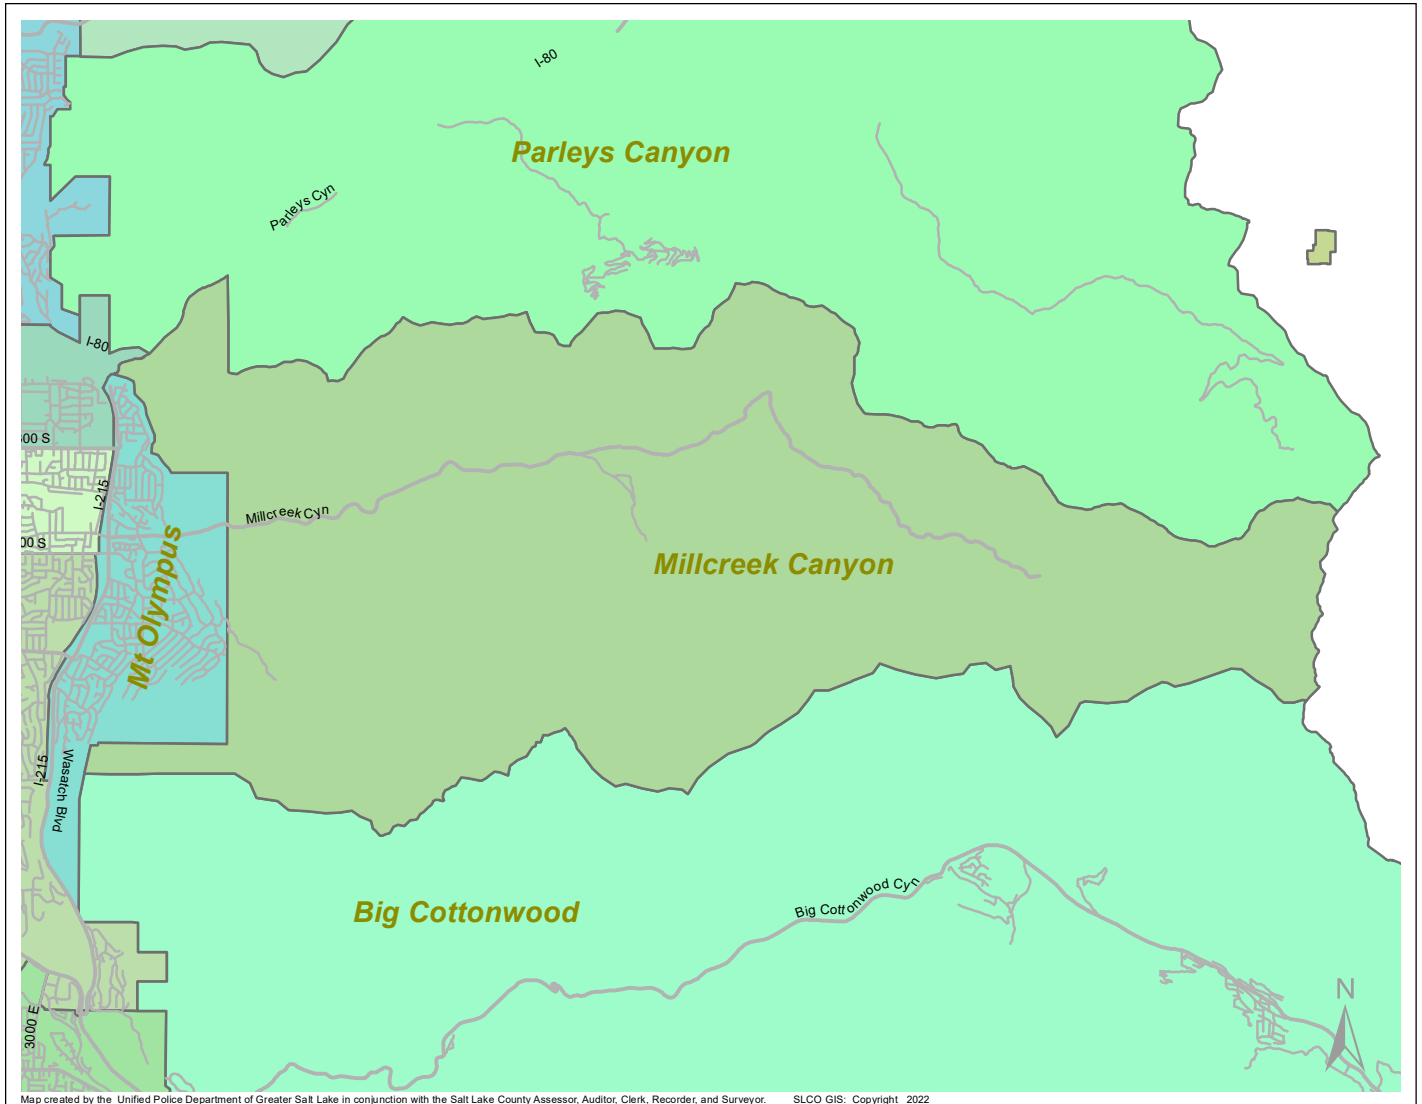 I-80
Parleys Canyon
Parleys Cyn
I-80
00 S
I-215
Millcreek Cyn
00 S
Millcreek Canyon
Mt Olympus
I-215
Wasatch Blvd
Big Cottonwood Cyn
Big Cottonwood
N
3000 E
Map created by the Unified Police Department of Greater Salt Lake in conjunction with the Salt Lake County Assessor, Auditor, Clerk, Recorder, and Surveyor. SLCO GIS: Copyright 2022